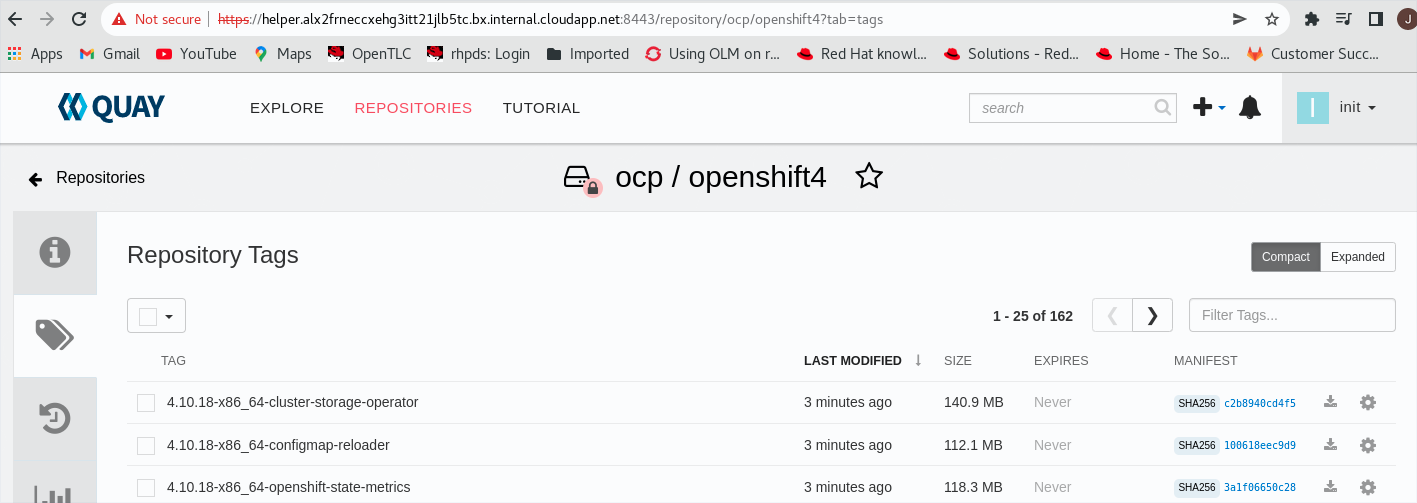 Not secure https://helper.alx2frneccxehg3itt21jlb5tc.bx.internal.cloudapp.net:8443/repository/ocp/openshift4?tab=tags J
Apps Gmail YouTube Maps OpenTLC rhpds: Login Imported Using OLM on r... Red Hat knowl... Solutions - Red... Home - The So... Customer Succ...
QUAY EXPLORE REPOSITORIES TUTORIAL search I init
Repositories ocp / openshift4
Repository Tags Compact Expanded
1 - 25 of 162 Filter Tags...
TAG LAST MODIFIED SIZE EXPIRES MANIFEST
4.10.18-x86_64-cluster-storage-operator 3 minutes ago 140.9 MB Never SHA256 c2b8940cd4f5
4.10.18-x86_64-configmap-reloader 3 minutes ago 112.1 MB Never SHA256 100618eec9d9
4.10.18-x86_64-openshift-state-metrics 3 minutes ago 118.3 MB Never SHA256 3a1f06650c28